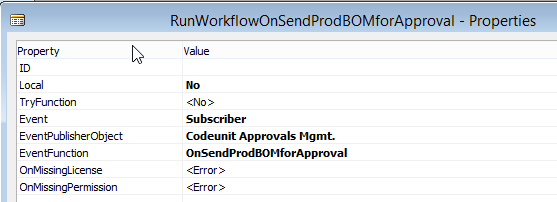 RunWorkflowOnSendProdBOMforApproval - Properties
Property Value
ID
Local No
TryFunction <No>
Event Subscriber
EventPublisherObject Codeunit Approvals Mgmt.
EventFunction OnSendProdBOMforApproval
OnMissingLicense <Error>
OnMissingPermission <Error>